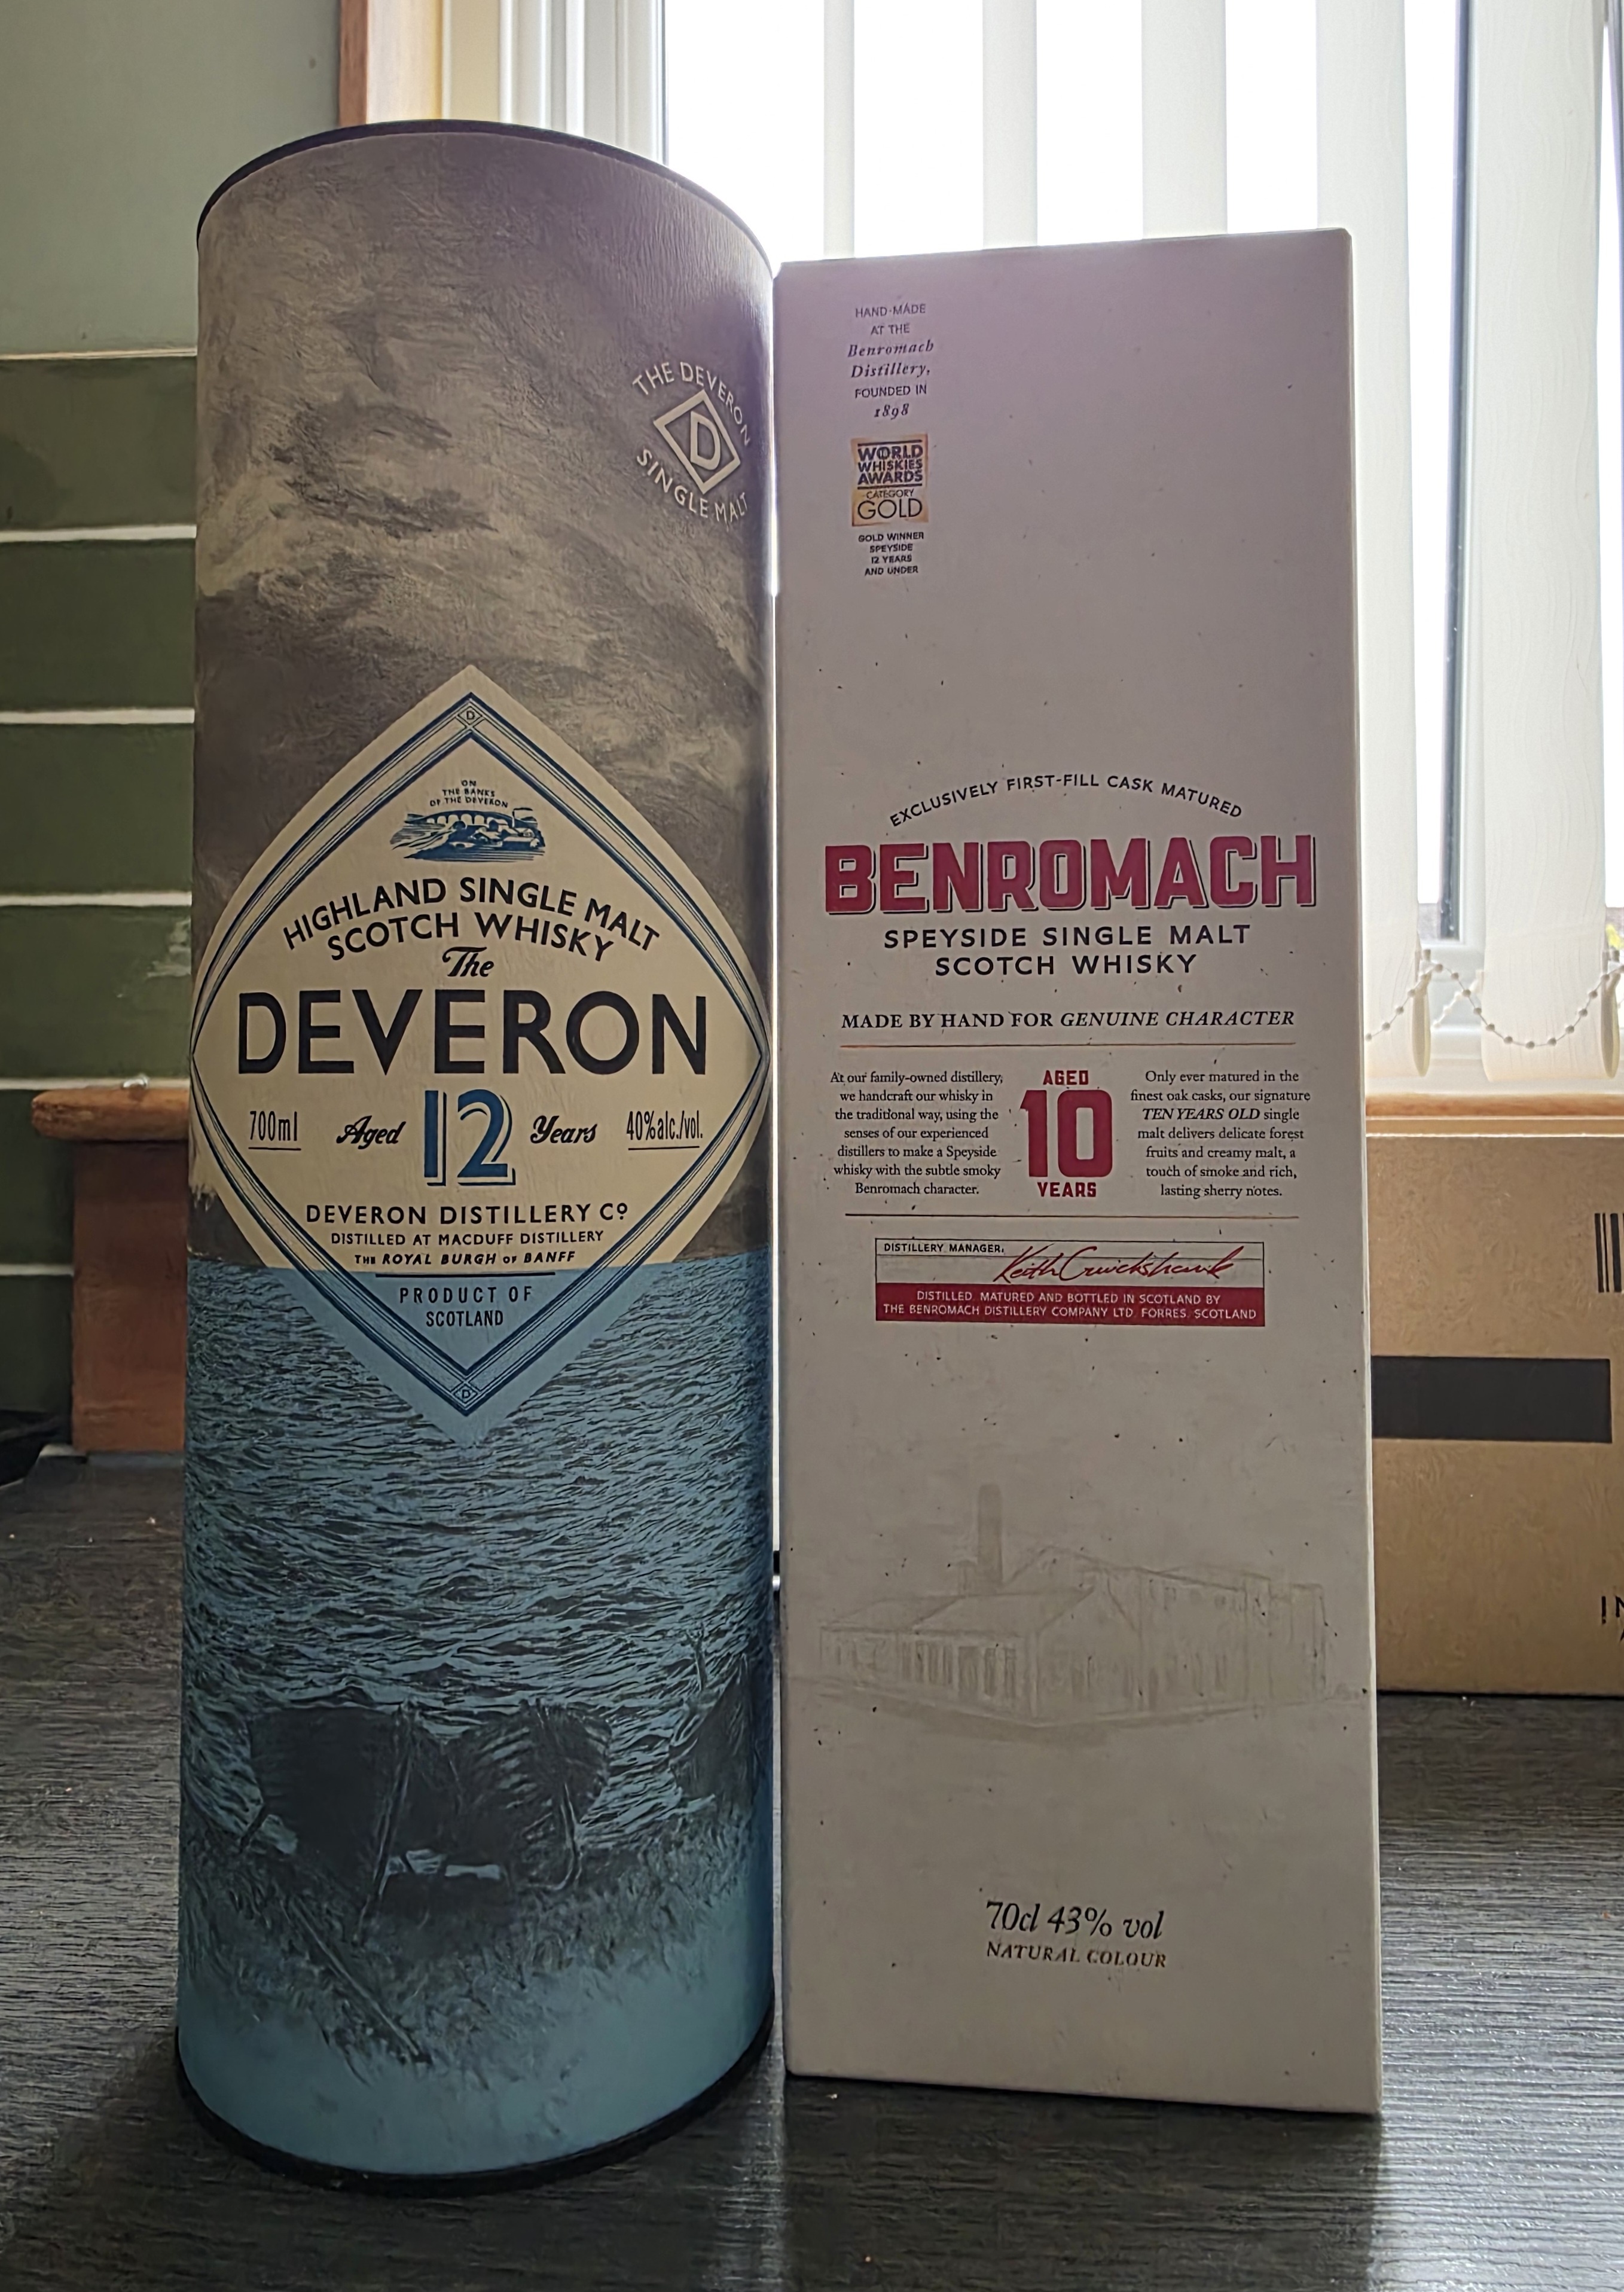 THE DEVERON
D
SINGLE MALT
D
ON
THE BANKS
OF THE DEVERON
HIGHLAND SINGLE MALT
SCOTCH WHISKY
The
DEVERON
700ml Aged 12 Years 40%alc./vol.
DEVERON DISTILLERY Cº
DISTILLED AT MACDUFF DISTILLERY
THE ROYAL BURGH OF BANFF
PRODUCT OF
SCOTLAND
D
HAND-MADE
AT THE
Benromach
Distillery,
FOUNDED IN
1898
WORLD
WHISKIES
AWARDS
CATEGORY
GOLD
GOLD WINNER
SPEYSIDE
12 YEARS
AND UNDER
EXCLUSIVELY FIRST-FILL CASK MATURED
BENROMACH
SPEYSIDE SINGLE MALT
SCOTCH WHISKY
MADE BY HAND FOR GENUINE CHARACTER
At our family-owned distillery,
we handcraft our whisky in
the traditional way, using the
senses of our experienced
distillers to make a Speyside
whisky with the subtle smoky
Benromach character.
AGED
10
YEARS
Only ever matured in the
finest oak casks, our signature
TEN YEARS OLD single
malt delivers delicate forest
fruits and creamy malt, a
touch of smoke and rich,
lasting sherry notes.
DISTILLERY MANAGER,
Keith Cruickshank
DISTILLED, MATURED AND BOTTLED IN SCOTLAND BY
THE BENROMACH DISTILLERY COMPANY LTD. FORRES. SCOTLAND
70cl 43% vol
NATURAL COLOUR